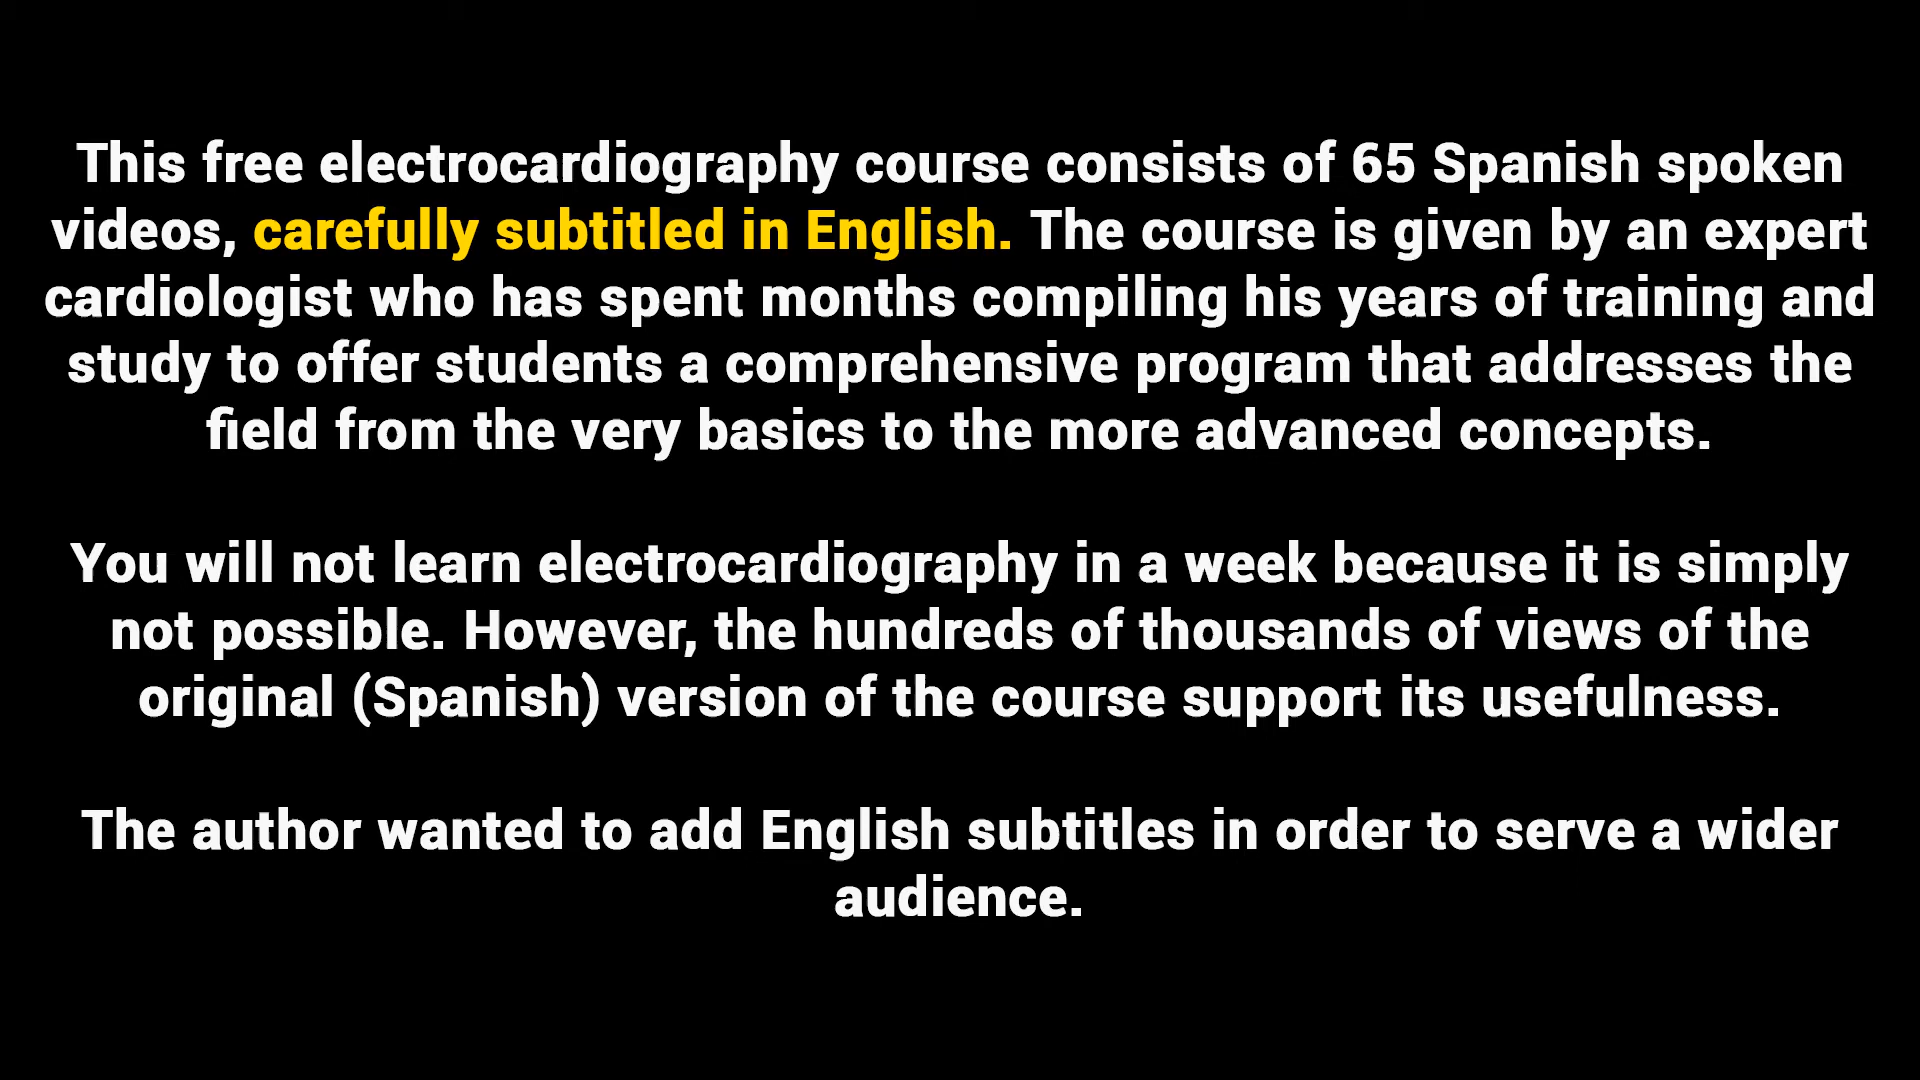 This free electrocardiography course consists of 65 Spanish spoken
videos, carefully subtitled in English. The course is given by an expert
cardiologist who has spent months compiling his years of training and
study to offer students a comprehensive program that addresses the
field from the very basics to the more advanced concepts.
You will not learn electrocardiography in a week because it is simply
not possible. However, the hundreds of thousands of views of the
original (Spanish) version of the course support its usefulness.
The author wanted to add English subtitles in order to serve a wider
audience.